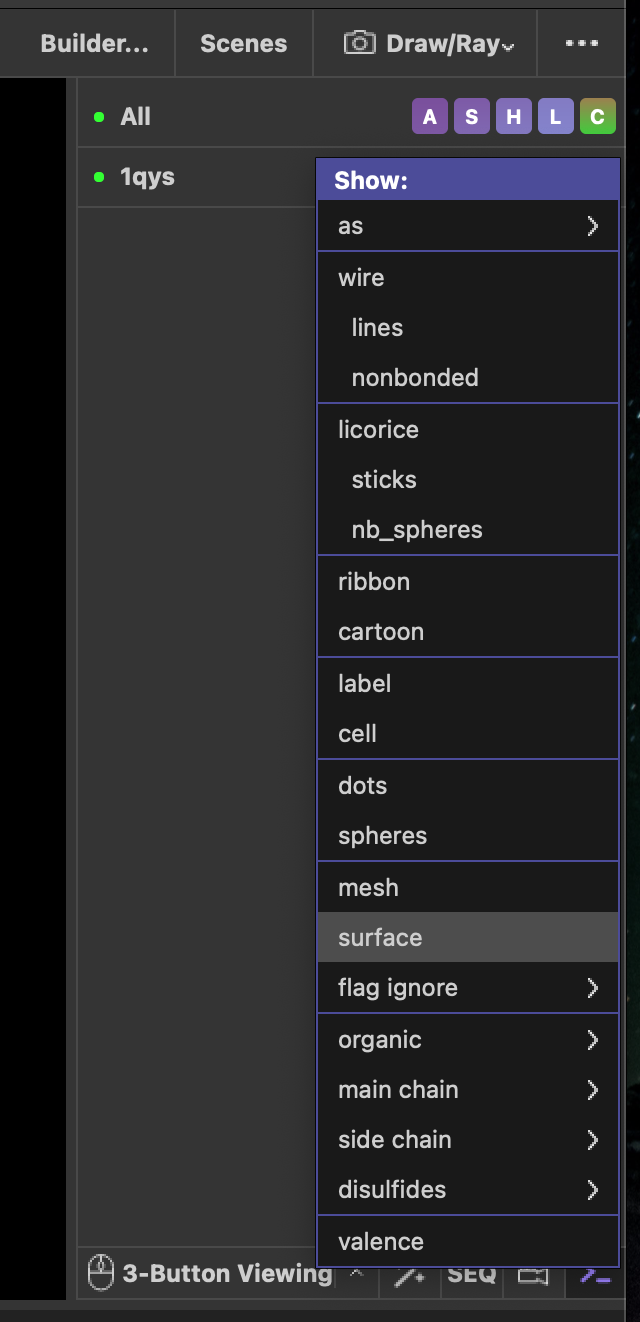 Builder... Scenes Draw/Ray
All A S H L C
1qys
Show:
as
wire
lines
nonbonded
licorice
sticks
nb_spheres
ribbon
cartoon
label
cell
dots
spheres
mesh
surface
flag ignore
organic
main chain
side chain
disulfides
valence
3-Button Viewing SEQ